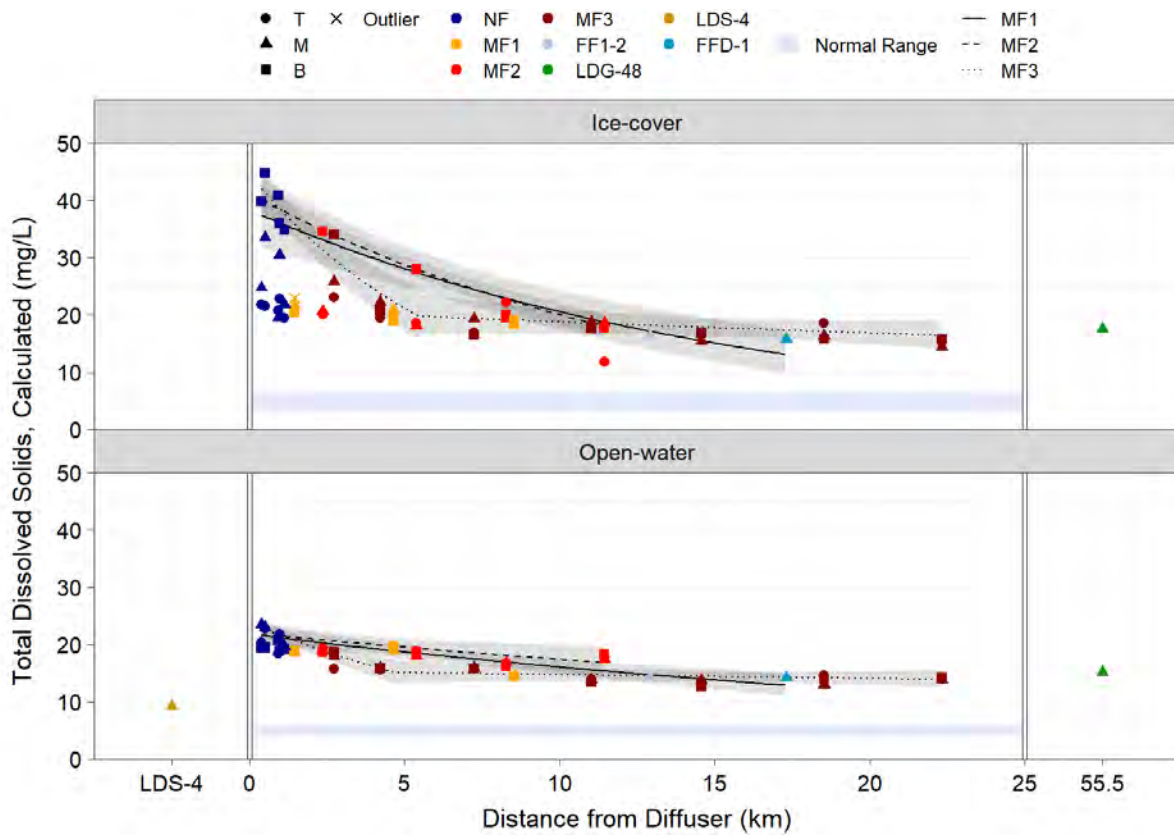 T × Outlier NF MF3 LDS-4 MF1
M MF1 FF1-2 FFD-1 Normal Range MF2
B MF2 LDG-48 MF3
Ice-cover
50
40
30
20
10
0
Open-water
50
40
30
20
10
0
Total Dissolved Solids, Calculated (mg/L)
LDS-4 0 5 10 15 20 25 55.5
Distance from Diffuser (km)